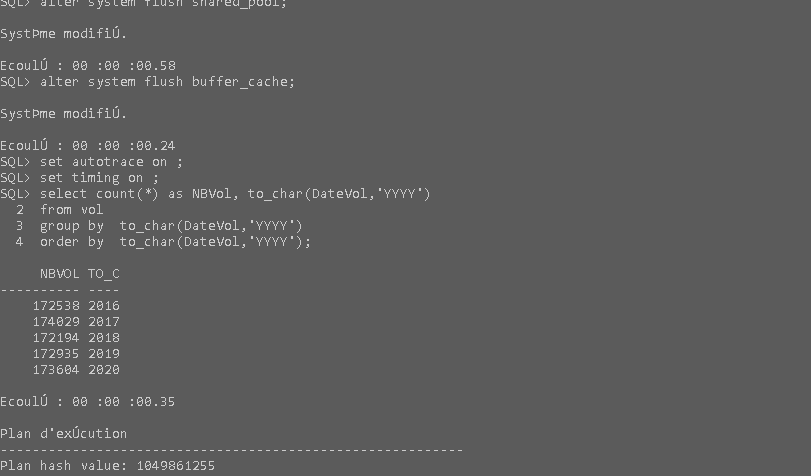 SQL> alter system flush shared_pool;
SystÞme modifiÚ.
EcoulÚ : 00 :00 :00.58
SQL> alter system flush buffer_cache;
SystÞme modifiÚ.
EcoulÚ : 00 :00 :00.24
SQL> set autotrace on ;
SQL> set timing on ;
SQL> select count(*) as NBVol, to_char(DateVol,'YYYY')
  2  from vol
  3  group by  to_char(DateVol,'YYYY')
  4  order by  to_char(DateVol,'YYYY');
     NBVOL TO_C
---------- ----
    172538 2016
    174029 2017
    172194 2018
    172935 2019
    173604 2020
EcoulÚ : 00 :00 :00.35
Plan d'exÚcution
----------------------------------------------------------
Plan hash value: 1049861255